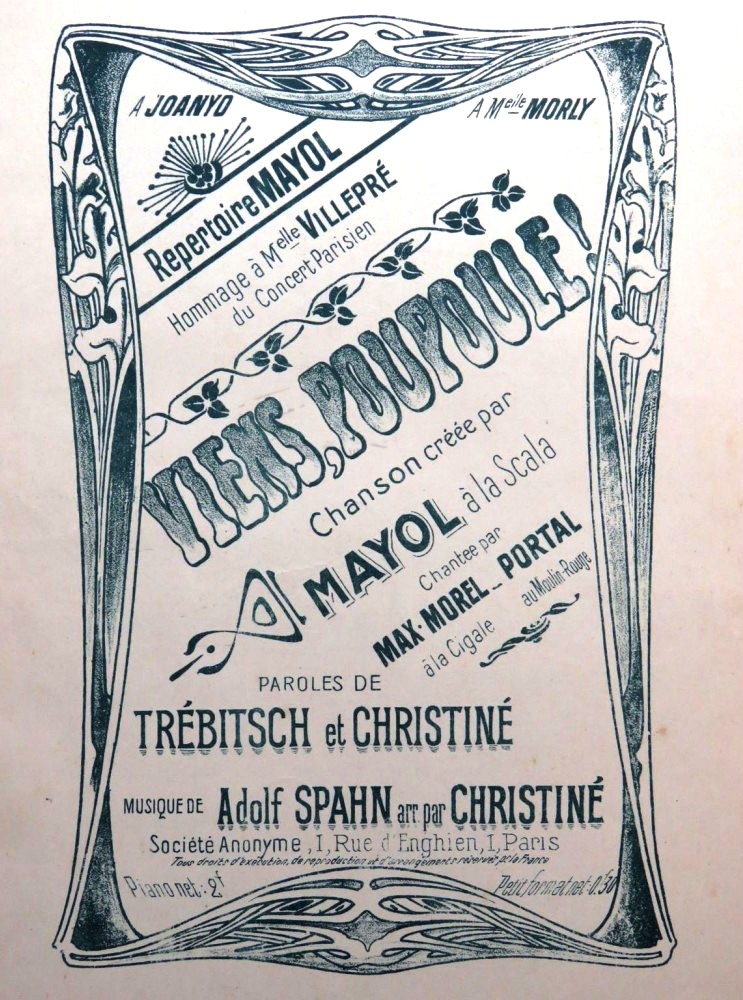 A JOANYD
A Melle MORLY
Repertoire MAYOL
Hommage à Melle VILLEPRÉ
du Concert Parisien
VIENS, POUPOULE!
Chanson créée par
MAYOL à la Scala
Chantée par
MAX-MOREL - PORTAL
à la Cigale au Moulin-Rouge
PAROLES DE
TRÉBITSCH et CHRISTINÉ
MUSIQUE DE Adolf SPAHN arr. par CHRISTINÉ
Société Anonyme, 1, Rue d'Enghien, 1, Paris
Tous droits d'exécution, de reproduction et d'arrangements réservés pr la France
Piano net: 2f
Petit format net: 0f30